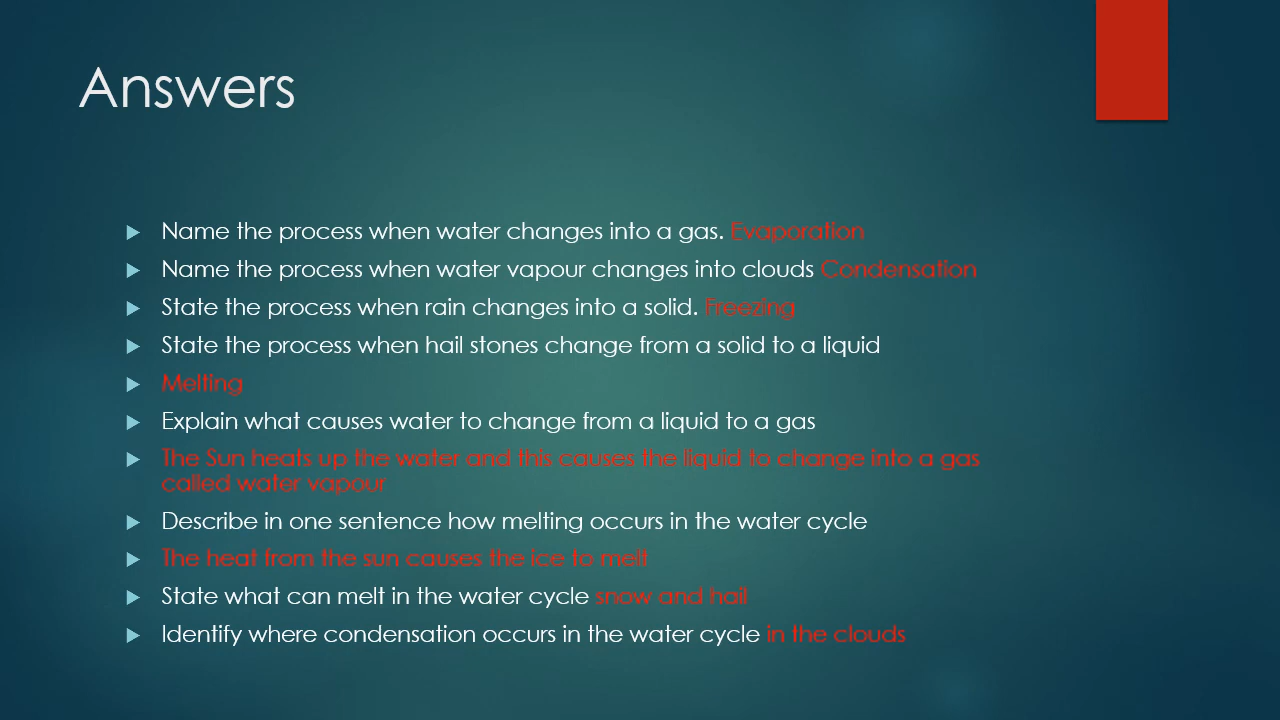 Answers
Name the process when water changes into a gas. Evaporation
Name the process when water vapour changes into clouds Condensation
State the process when rain changes into a solid. Freezing
State the process when hail stones change from a solid to a liquid
Melting
Explain what causes water to change from a liquid to a gas
The Sun heats up the water and this causes the liquid to change into a gas
called water vapour
Describe in one sentence how melting occurs in the water cycle
The heat from the sun causes the ice to melt
State what can melt in the water cycle snow and hail
Identify where condensation occurs in the water cycle in the clouds